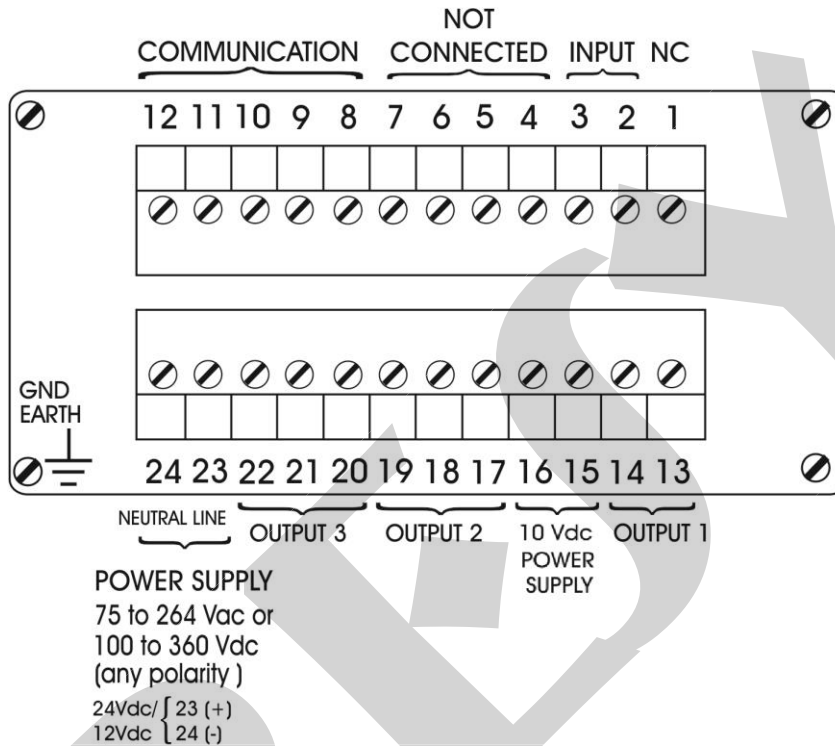 NOT
COMMUNICATION CONNECTED INPUT NC
12 11 10 9 8 7 6 5 4 3 2 1
GND
EARTH
24 23 22 21 20 19 18 17 16 15 14 13
NEUTRAL LINE OUTPUT 3 OUTPUT 2 10 Vdc OUTPUT 1
POWER
SUPPLY
POWER SUPPLY
75 to 264 Vac or
100 to 360 Vdc
(any polarity )
24Vdc/ { 23 (+)
12Vdc { 24 (-)